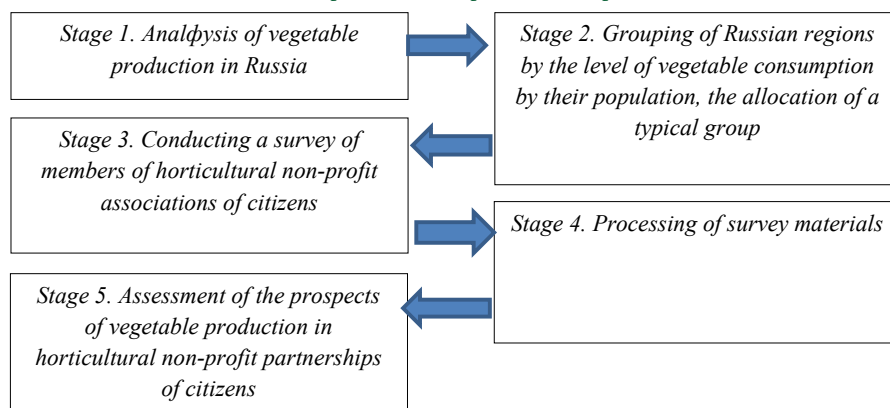 Stage 1. Analфysis of vegetable
production in Russia
Stage 2. Grouping of Russian regions
by the level of vegetable consumption
by their population, the allocation of a
typical group
Stage 3. Conducting a survey of
members of horticultural non-profit
associations of citizens
Stage 4. Processing of survey materials
Stage 5. Assessment of the prospects
of vegetable production in
horticultural non-profit partnerships
of citizens